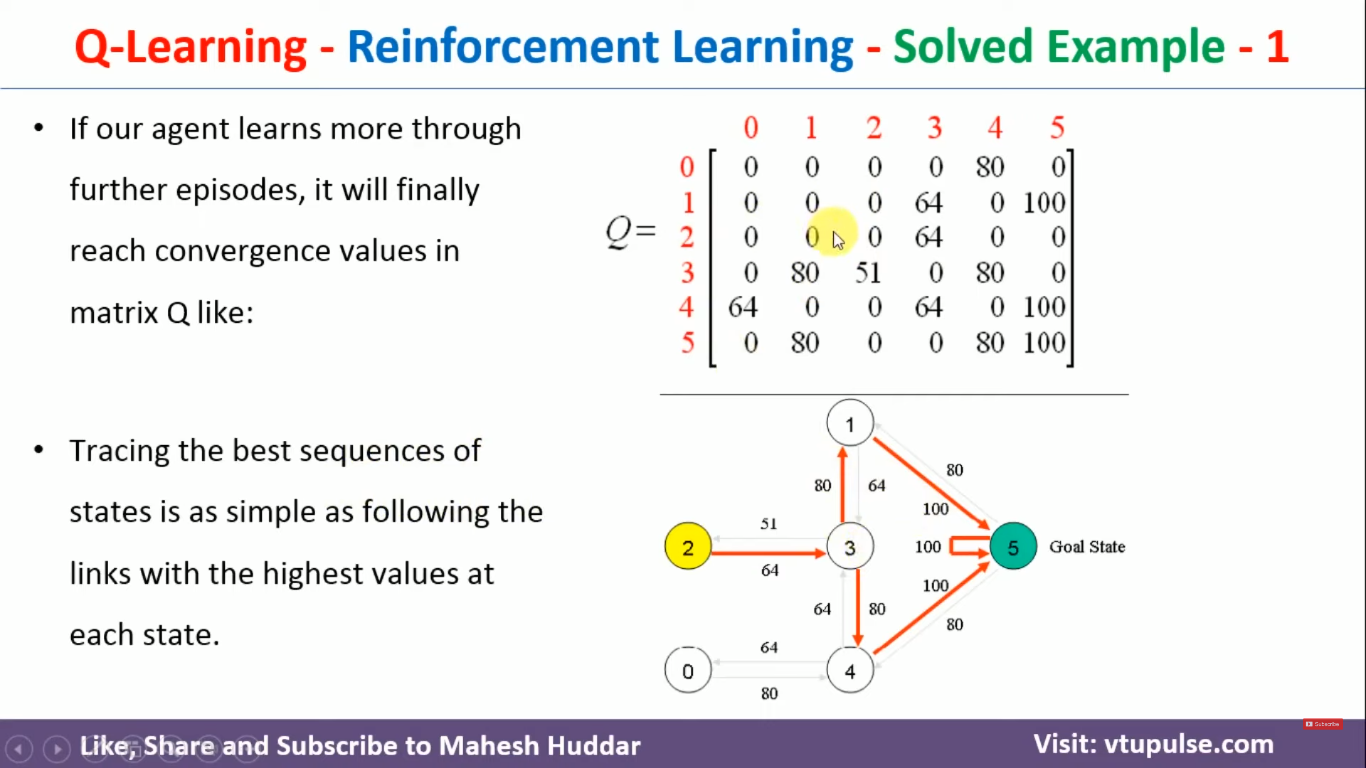 Q-Learning - Reinforcement Learning - Solved Example - 1
• If our agent learns more through
further episodes, it will finally
reach convergence values in
matrix Q like:
• Tracing the best sequences of
states is as simple as following the
links with the highest values at
each state.
0 1 2 3 4 5
0 0 0 0 0 80 0
1 0 0 0 64 0 100
Q= 2 0 0 0 64 0 0
3 0 80 51 0 80 0
4 64 0 0 64 0 100
5 0 80 0 0 80 100
1
80
80 64
100
51
2 3 100 5 Goal State
64
100
64 80
80
64
0 4
80
Subscribe
Like, Share and Subscribe to Mahesh Huddar
Visit: vtupulse.com